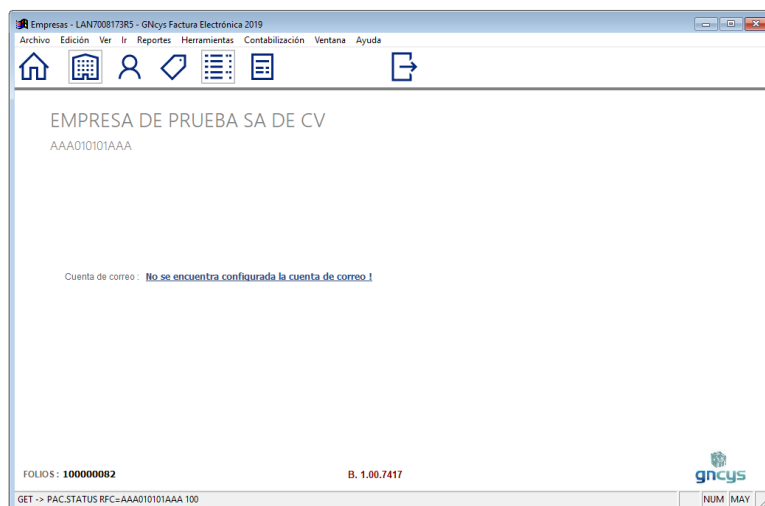 Empresas - LAN7008173R5 - GNcys Factura Electrónica 2019
Archivo Edición Ver Ir Reportes Herramientas Contabilización Ventana Ayuda
EMPRESA DE PRUEBA SA DE CV
AAA010101AAA
Cuenta de correo : No se encuentra configurada la cuenta de correo !
FOLIOS : 100000082 B. 1.00.7417
gncys
GET -> PAC.STATUS RFC=AAA010101AAA 100 NUM MAY